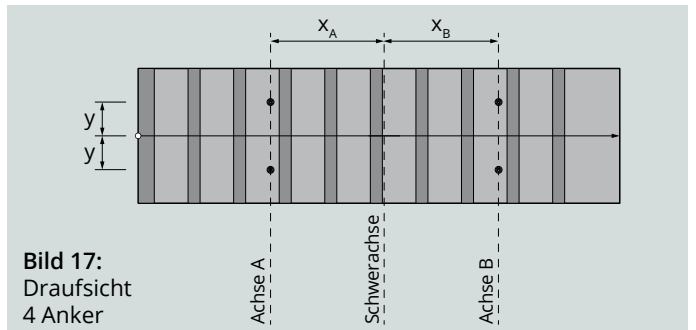 x_A
x_B
y
y
Achse A
Schwerachse
Achse B
Bild 17:
Draufsicht
4 Anker